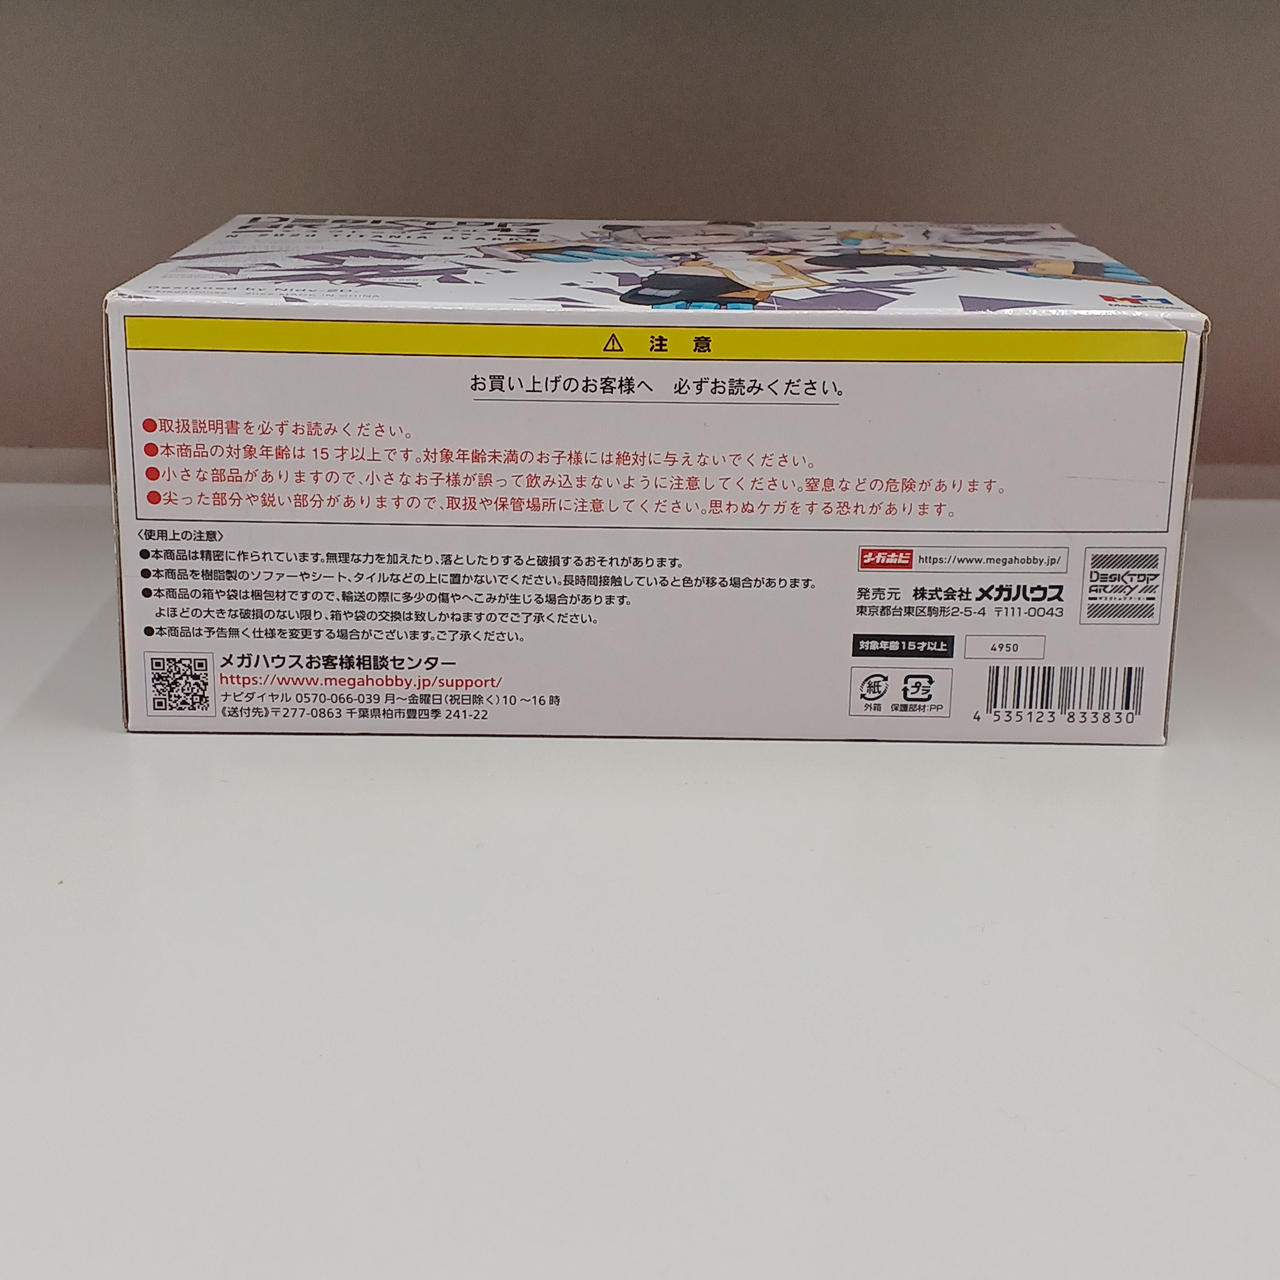 DESKTOP
Designed by Nidy-2D-
MADE IN CHINA
⚠ 注意
お買い上げのお客様へ 必ずお読みください。
●取扱説明書を必ずお読みください。
●本商品の対象年齢は15才以上です。対象年齢未満のお子様には絶対に与えないでください。
●小さな部品がありますので、小さなお子様が誤って飲み込まないように注意してください。窒息などの危険があります。
●尖った部分や鋭い部分がありますので、取扱や保管場所に注意してください。思わぬケガをする恐れがあります。
〈使用上の注意〉
●本商品は精密に作られています。無理な力を加えたり、落としたりすると破損するおそれがあります。
●本商品を樹脂製のソファーやシート、タイルなどの上に置かないでください。長時間接触していると色が移る場合があります。
●本商品の箱や袋は梱包材ですので、輸送の際に多少の傷やへこみが生じる場合があります。
よほどの大きな破損のない限り、箱や袋の交換は致しかねますのでご了承ください。
●本商品は予告無く仕様を変更する場合がございます。ご了承ください。
メガハウスお客様相談センター
https://www.megahobby.jp/support/
ナビダイヤル 0570-066-039 月〜金曜日(祝日除く)10〜16時
《送付先》〒277-0863 千葉県柏市豊四季 241-22
メガホビ https://www.megahobby.jp/
発売元 株式会社 メガハウス
東京都台東区駒形2-5-4 〒111-0043
DESKTOP
ARMY
対象年齢15才以上
4950
紙 プラ
外箱 保護部材:PP
4 535123 833830